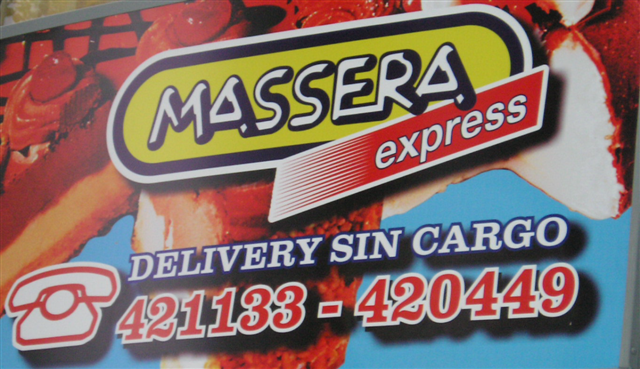 MASSERA
express
DELIVERY SIN CARGO
421133 - 420449